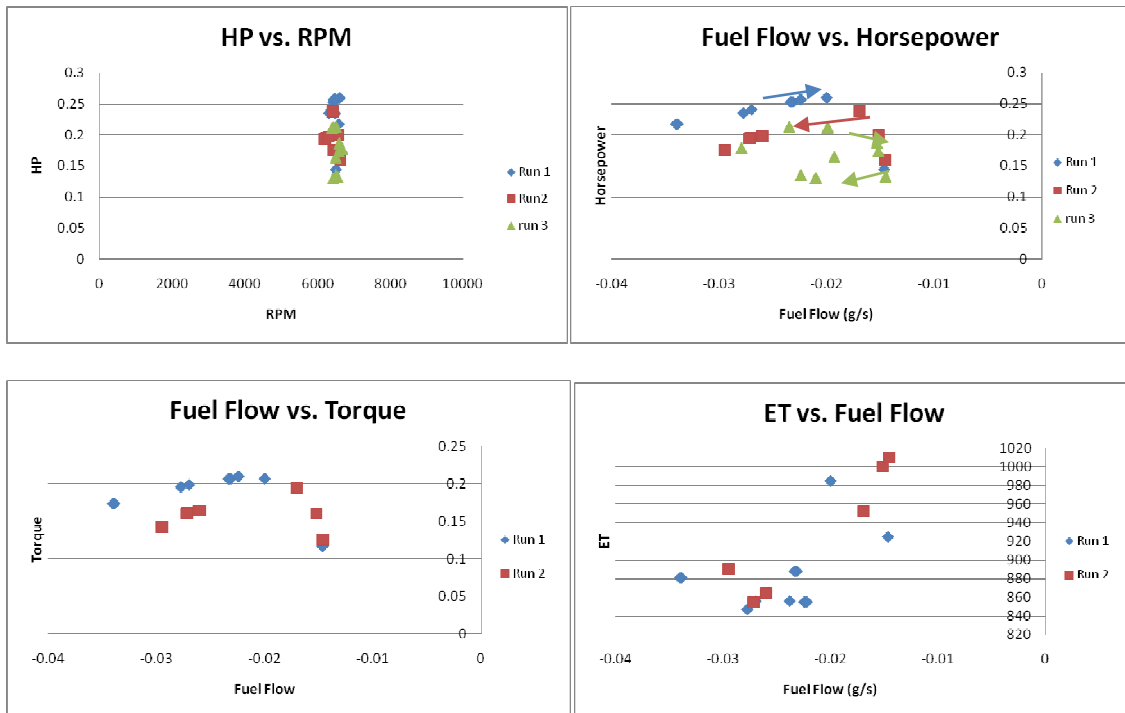 HP vs. RPM
0.3
0.25
0.2
0.15
0.1
0.05
0
HP
0 2000 4000 6000 8000 10000
RPM
Run 1
Run2
run 3
Fuel Flow vs. Horsepower
0.3
0.25
0.2
0.15
0.1
0.05
0
Horsepower
-0.04 -0.03 -0.02 -0.01 0
Fuel Flow (g/s)
Run 1
Run 2
run 3
Fuel Flow vs. Torque
0.25
0.2
0.15
0.1
0.05
0
Torque
-0.04 -0.03 -0.02 -0.01 0
Fuel Flow
Run 1
Run 2
ET vs. Fuel Flow
1020
1000
980
960
940
920
900
880
860
840
820
ET
-0.04 -0.03 -0.02 -0.01 0
Fuel Flow (g/s)
Run 1
Run 2